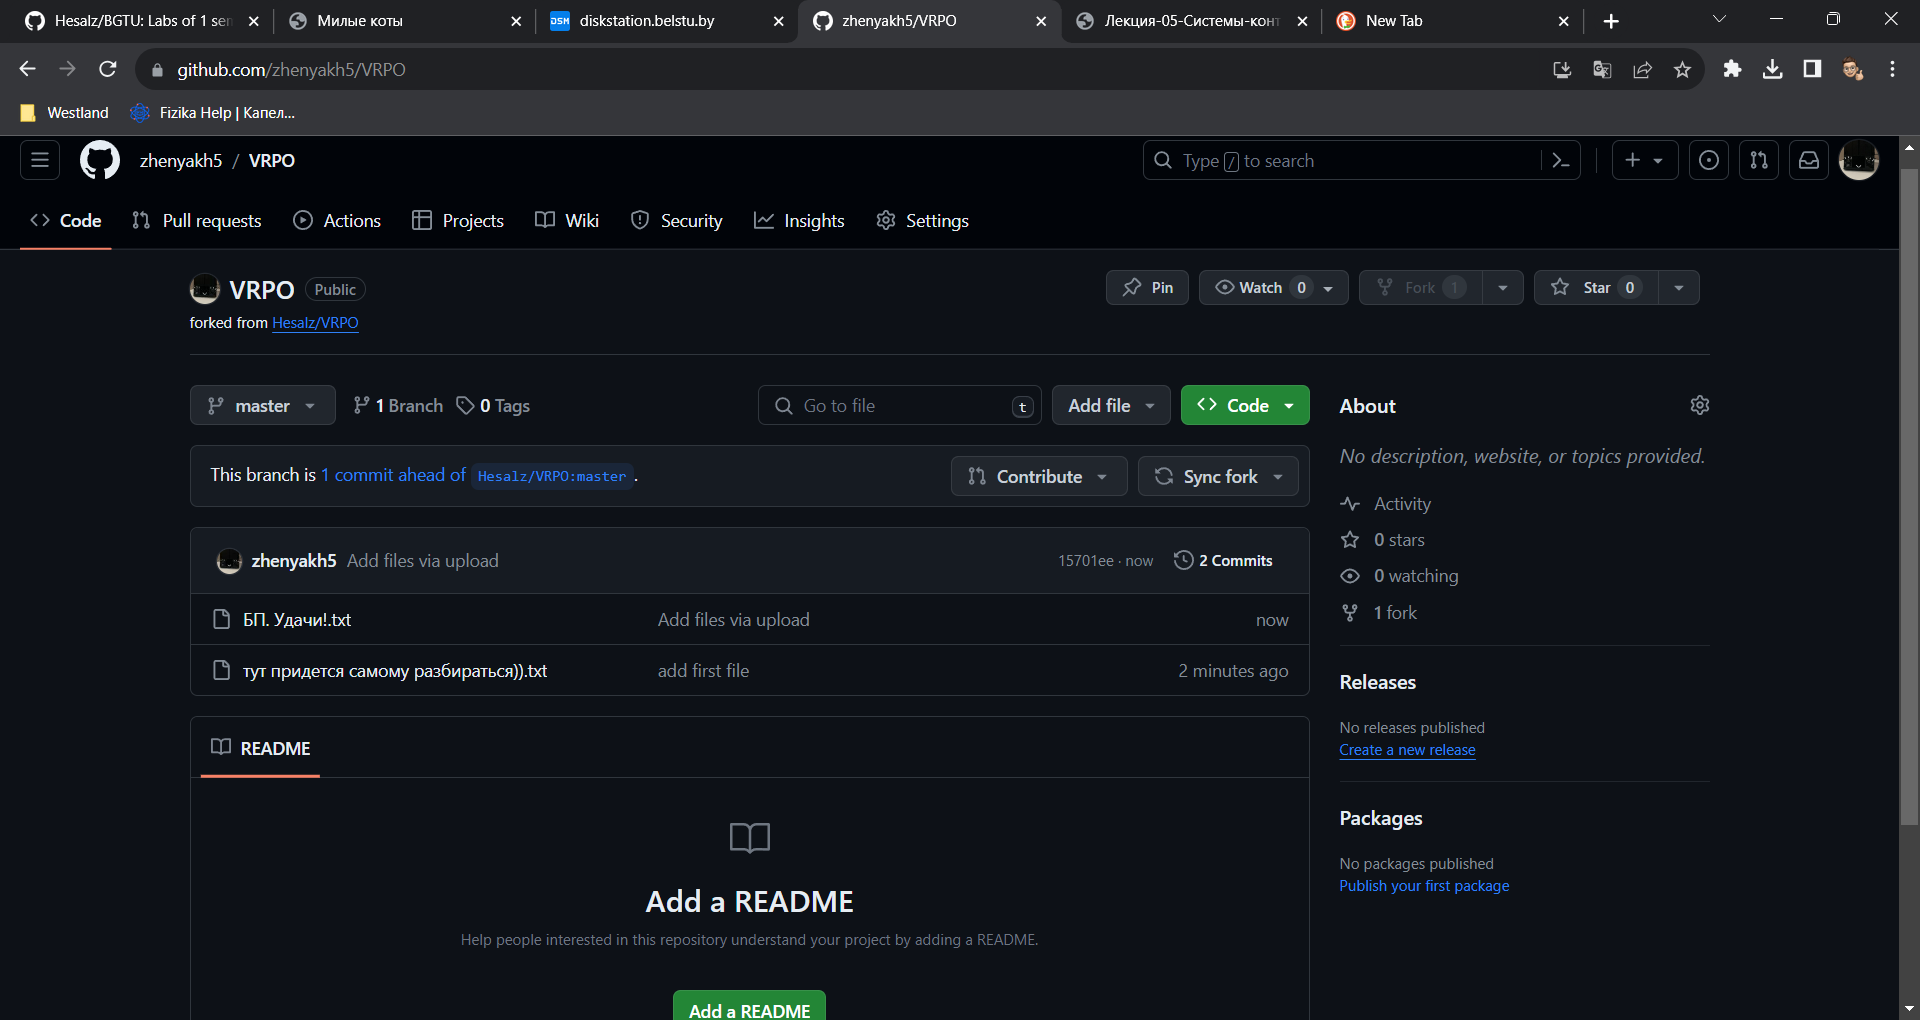 Hesalz/BGTU: Labs of 1 sem
Милые коты
DSM diskstation.belstu.by
zhenyakh5/VRPO
Лекция-05-Системы-конт
New Tab
github.com/zhenyakh5/VRPO
Westland
Fizika Help | Капел...
zhenyakh5 / VRPO
Type / to search
Code
Pull requests
Actions
Projects
Wiki
Security
Insights
Settings
VRPO Public
Pin
Watch 0
Fork 1
Star 0
forked from Hesalz/VRPO
master
1 Branch
0 Tags
Go to file t
Add file
Code
About
No description, website, or topics provided.
This branch is 1 commit ahead of Hesalz/VRPO:master .
Contribute
Sync fork
Activity
0 stars
0 watching
1 fork
zhenyakh5 Add files via upload 15701ee · now 2 Commits
БП. Удачи!.txt Add files via upload now
тут придется самому разбираться)).txt add first file 2 minutes ago
Releases
No releases published
Create a new release
README
Add a README
Help people interested in this repository understand your project by adding a README.
Add a README
Packages
No packages published
Publish your first package